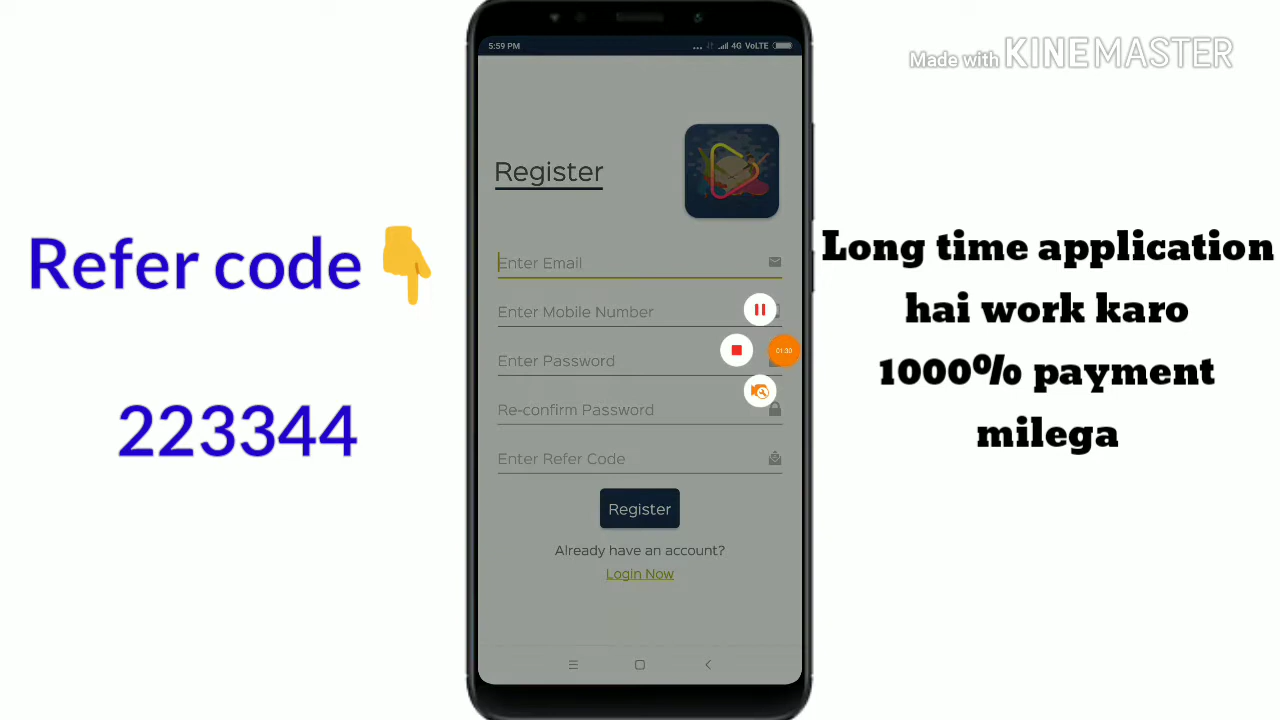 5:59 PM
... 4G VoLTE
Made with KINEMASTER
Register
Refer code
223344
Enter Email
Enter Mobile Number
Enter Password
Re-confirm Password
Enter Refer Code
01:30
Register
Already have an account?
Login Now
Long time application
hai work karo
1000% payment
milega